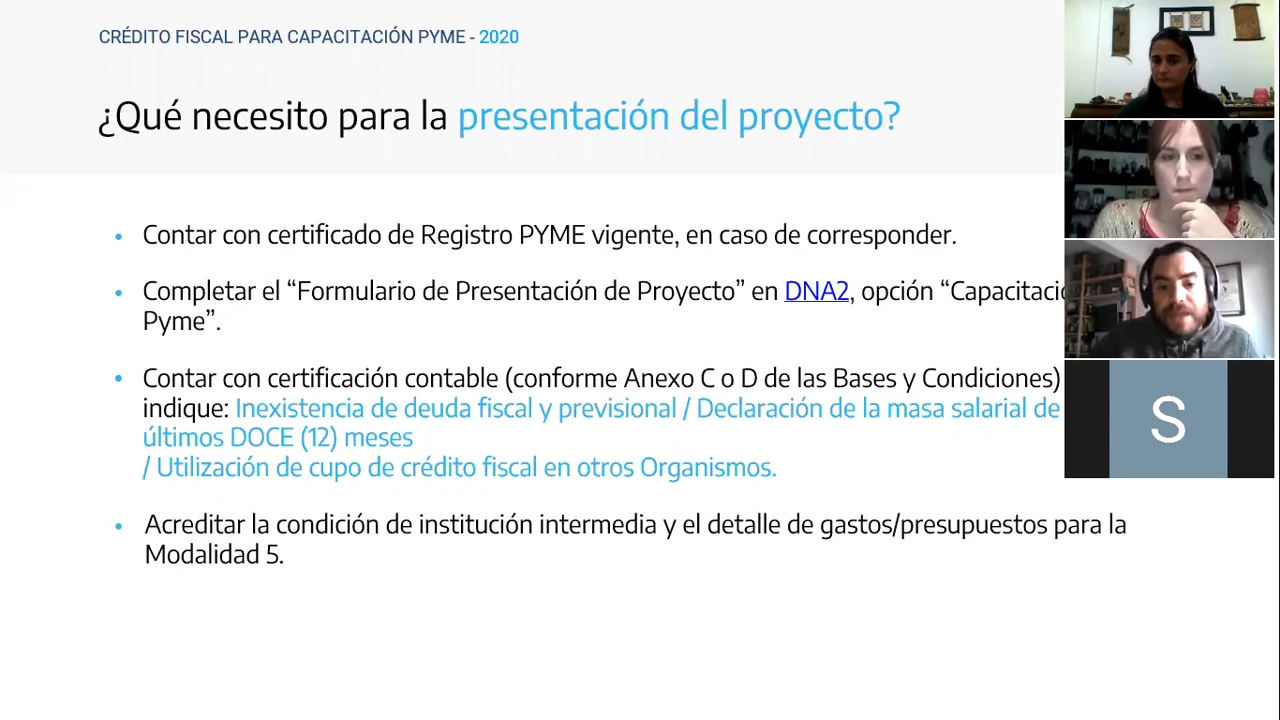 CRÉDITO FISCAL PARA CAPACITACIÓN PYME - 2020
¿Qué necesito para la presentación del proyecto?
• Contar con certificado de Registro PYME vigente, en caso de corresponder.
• Completar el “Formulario de Presentación de Proyecto” en DNA2, opción
Pyme”.
• Contar con certificación contable (conforme Anexo C o D de las Bases y Condiciones)
indique: Inexistencia de deuda fiscal y previsional / Declaración de la masa salarial de
últimos DOCE (12) meses
/ Utilización de cupo de crédito fiscal en otros Organismos.
• Acreditar la condición de institución intermedia y el detalle de gastos/presupuestos para la
Modalidad 5.
S